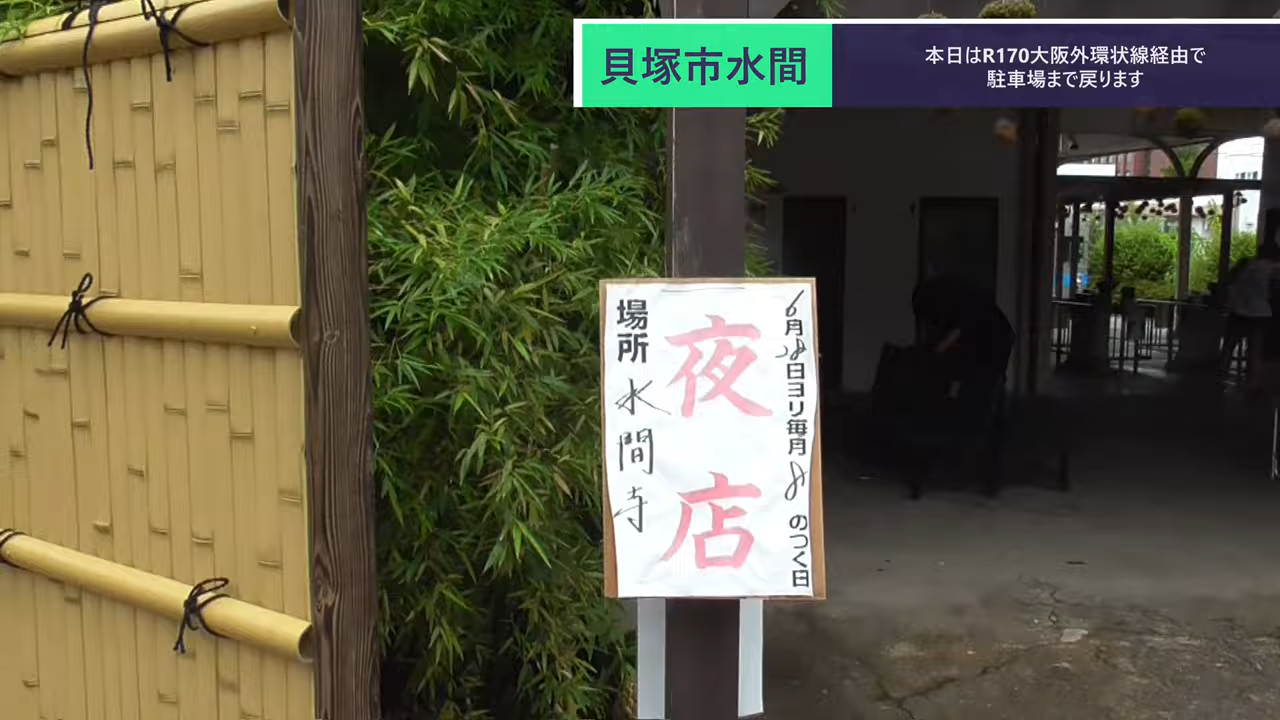 貝塚市水間
本日はR170大阪外環状線経由で
駐車場まで戻ります
6月28日ヨリ毎月8のつく日
夜店
場所 水間寺